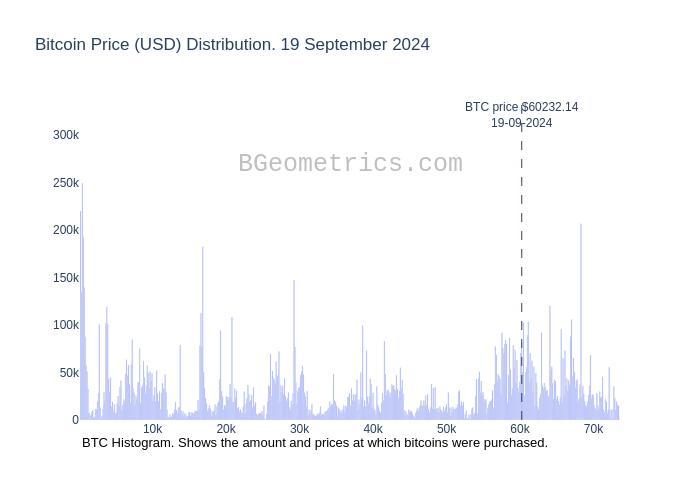 Bitcoin Price (USD) Distribution. 19 September 2024
BTC price $60232.14
19-09-2024
BGeometrics.com
300k
250k
200k
150k
100k
50k
0
10k 20k 30k 40k 50k 60k 70k
BTC Histogram. Shows the amount and prices at which bitcoins were purchased.